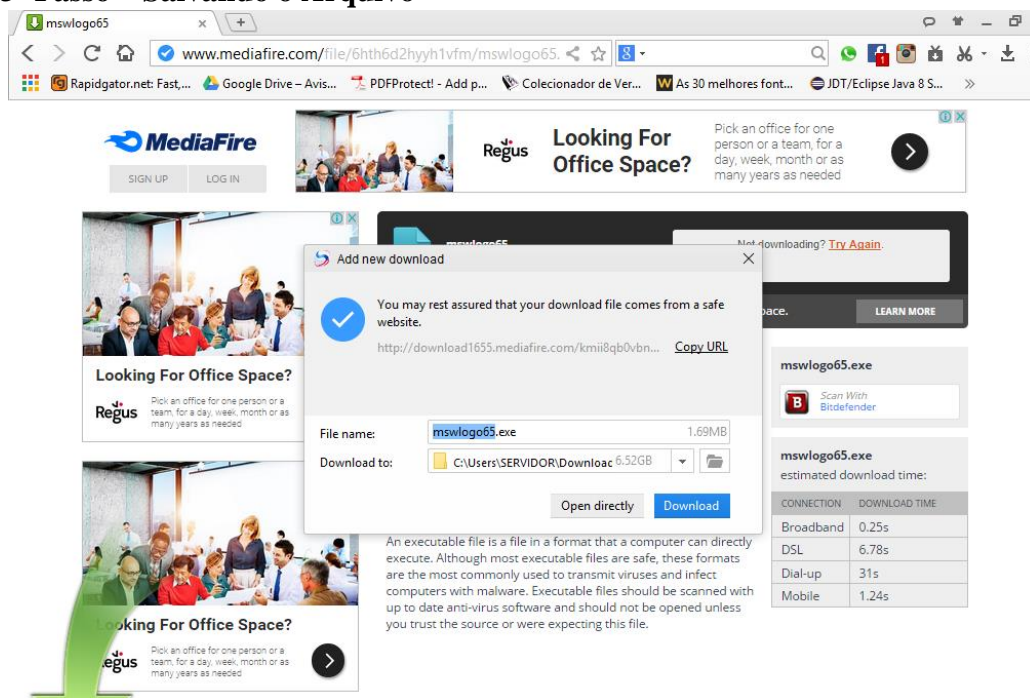 Passo
Salvando o Arquivo
mswlogo65
www.mediafire.com/file/6hth6d2hyyh1vfm/mswlogo65.
Rapidgator.net: Fast,...
Google Drive – Avis...
PDFProtect! - Add p...
Colecionador de Ver...
As 30 melhores font...
JDT/Eclipse Java 8 S...
MediaFire
SIGN UP
LOG IN
Regus
Looking For
Office Space?
Pick an office for one
person or a team, for a
day, week, month or as
many years as needed
Not downloading? Try Again.
mswlogo65
Add new download
You may rest assured that your download file comes from a safe
website.
http://download1655.mediafire.com/kmii8qb0vbn...
Copy URL
File name:
mswlogo65.exe
1.69MB
Download to:
C:\Users\SERVIDOR\Downloac
6.52GB
Open directly
Download
pace.
LEARN MORE
Looking For Office Space?
Regus
Pick an office for one person or a
team, for a day, week, month or as
many years as needed
mswlogo65.exe
Scan With
Bitdefender
mswlogo65.exe
estimated download time:
CONNECTION DOWNLOAD TIME
Broadband 0.25s
DSL 6.78s
Dial-up 31s
Mobile 1.24s
An executable file is a file in a format that a computer can directly
execute. Although most executable files are safe, these formats
are the most commonly used to transmit viruses and infect
computers with malware. Executable files should be scanned with
up to date anti-virus software and should not be opened unless
you trust the source or were expecting this file.
Looking For Office Space?
egus
Pick an office for one person or a
team, for a day, week, month or as
many years as needed